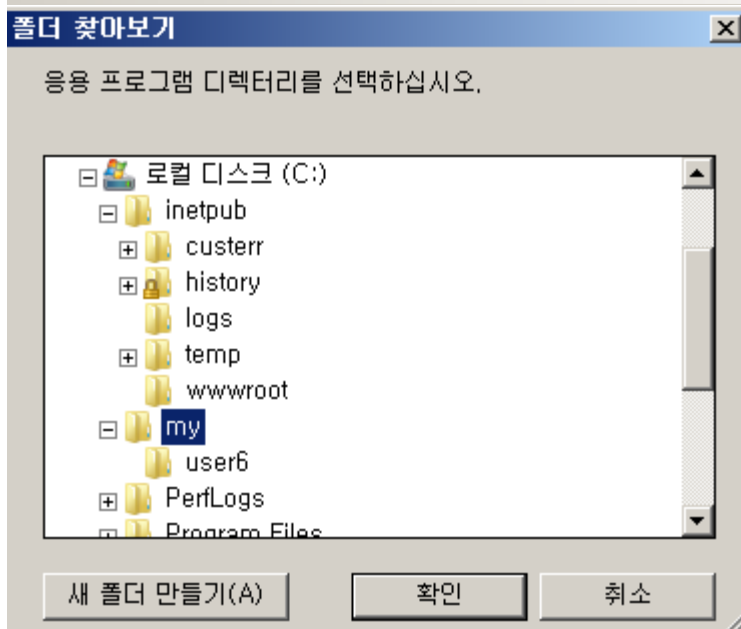 폴더 찾아보기
응용 프로그램 디렉터리를 선택하십시오.
로컬 디스크 (C:)
inetpub
custerr
history
logs
temp
wwwroot
my
user6
PerfLogs
Program Files
새 폴더 만들기(A)
확인
취소